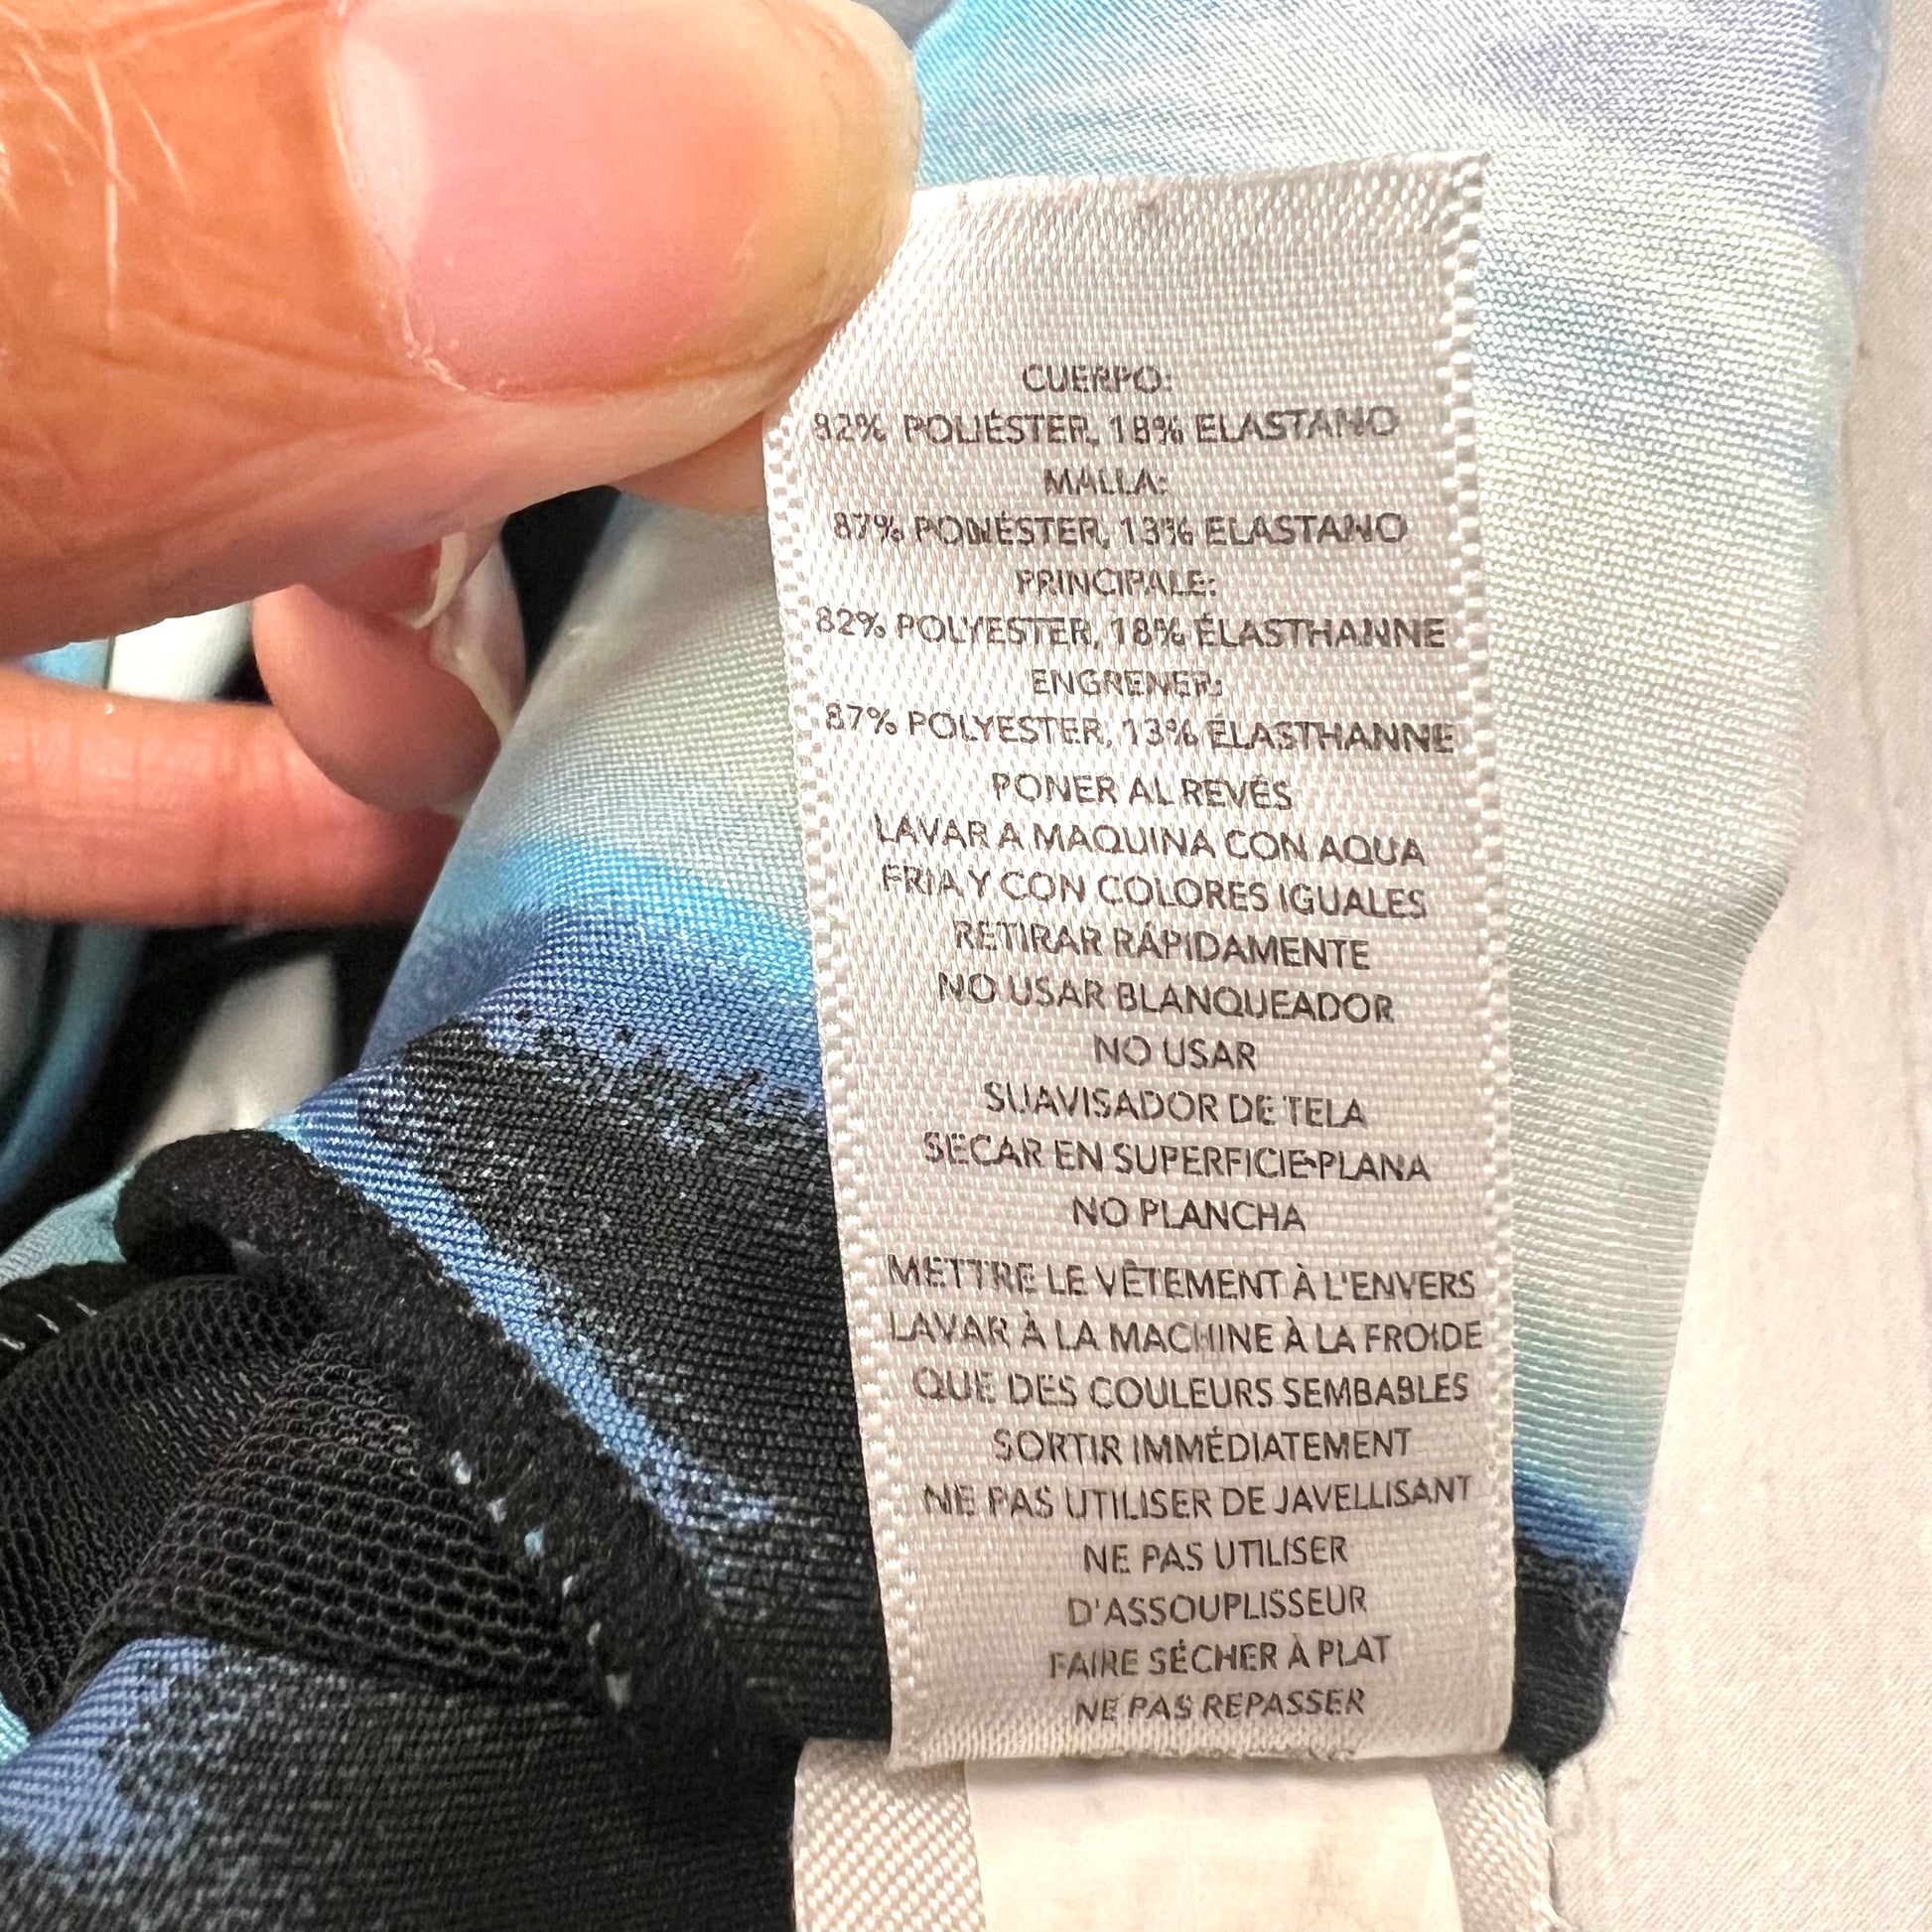 CUERPO:
82% POLIÉSTER, 18% ELASTANO
MALLA:
87% POLIÉSTER, 13% ELASTANO
PRINCIPALE:
82% POLYESTER, 18% ÉLASTHANNE
ENGRENER:
87% POLYESTER, 13% ÉLASTHANNE
PONER AL REVÉS
LAVAR A MAQUINA CON AQUA
FRIA Y CON COLORES IGUALES
RETIRAR RÁPIDAMENTE
NO USAR BLANQUEADOR
NO USAR
SUAVISADOR DE TELA
SECAR EN SUPERFICIE PLANA
NO PLANCHA
METTRE LE VÊTEMENT À L'ENVERS
LAVAR À LA MACHINE À LA FROIDE
QUE DES COULEURS SEMBABLES
SORTIR IMMÉDIATEMENT
NE PAS UTILISER DE JAVELLISANT
NE PAS UTILISER
D'ASSOUPLISSEUR
FAIRE SÉCHER À PLAT
NE PAS REPASSER